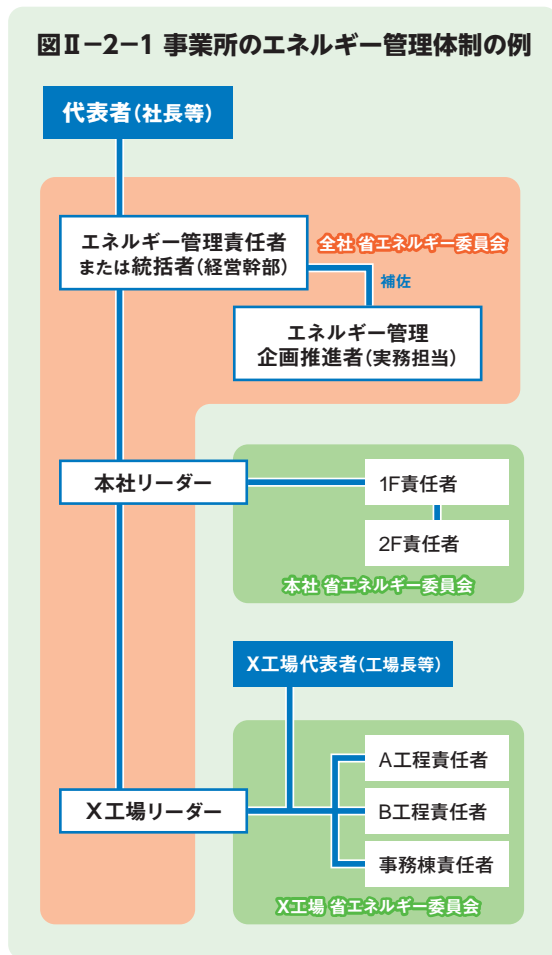 図Ⅱ−2−1 事業所のエネルギー管理体制の例
代表者（社長等）
エネルギー管理責任者
または統括者（経営幹部）
全社 省エネルギー委員会
補佐
エネルギー管理
企画推進者（実務担当）
本社リーダー
1F責任者
2F責任者
本社 省エネルギー委員会
X工場代表者（工場長等）
X工場リーダー
A工程責任者
B工程責任者
事務棟責任者
X工場 省エネルギー委員会